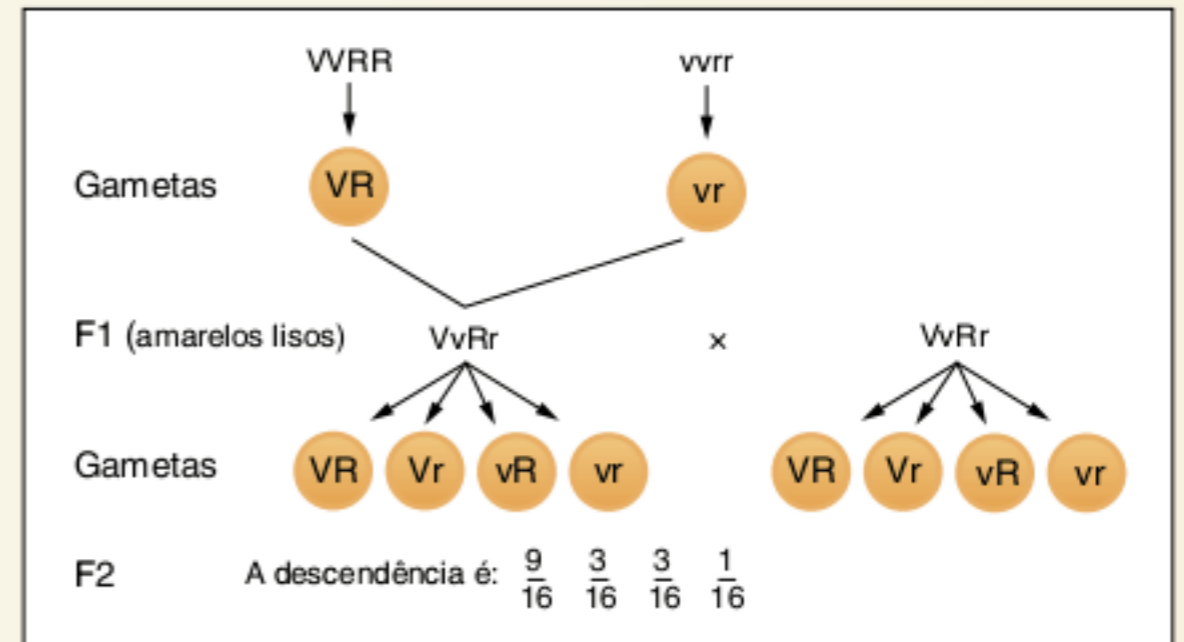 VVRR vvrr
Gametas VR vr
F1 (amarelos lisos) VvRr × VvRr
Gametas VR Vr vR vr VR Vr vR vr
F2 A descendência é: 9/16 3/16 3/16 1/16